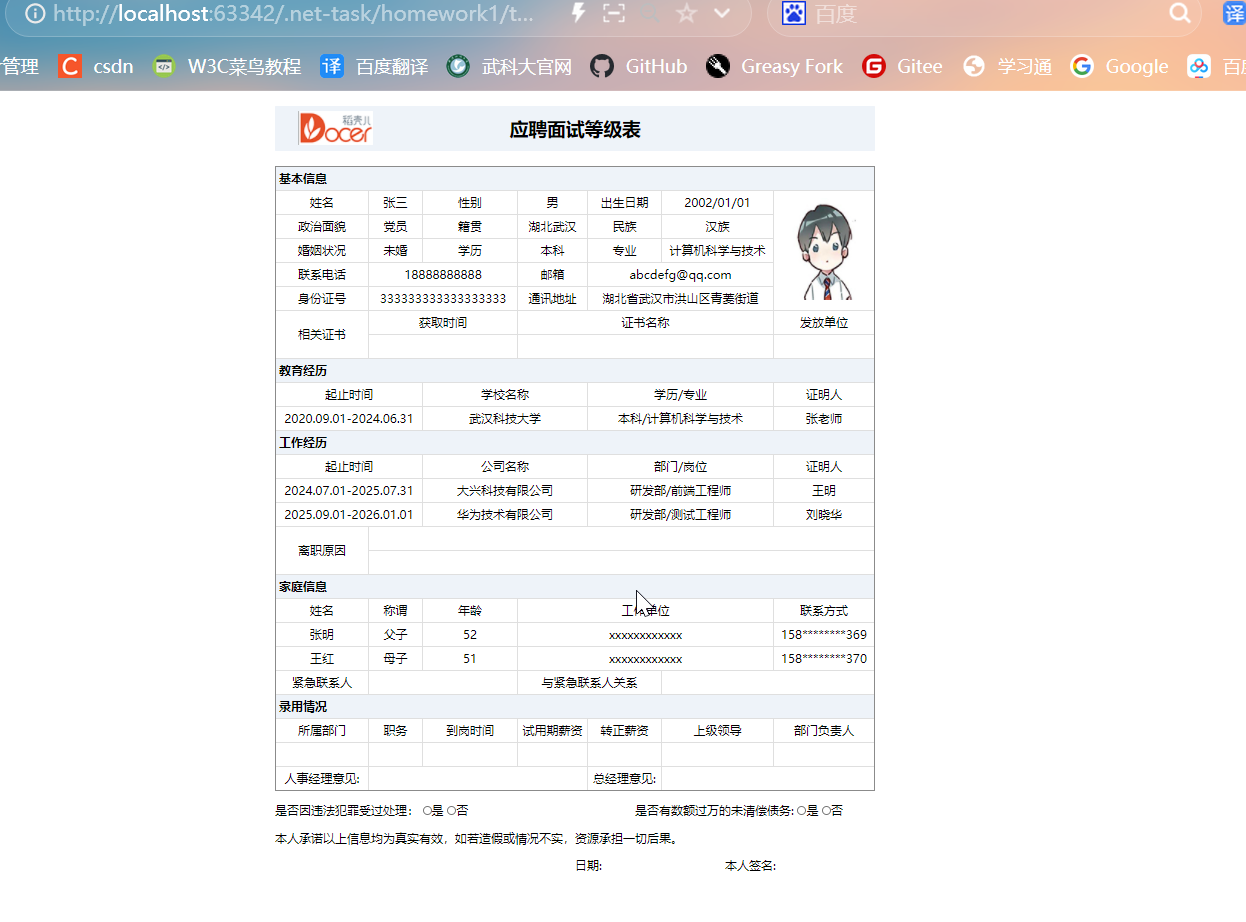 http://localhost:63342/.net-task/homework1/t...
百度
译
管理 csdn W3C菜鸟教程 译 百度翻译 武科大官网 GitHub Greasy Fork Gitee 学习通 Google
稻壳儿 Docer 应聘面试等级表
基本信息
姓名 张三 性别 男 出生日期 2002/01/01
政治面貌 党员 籍贯 湖北武汉 民族 汉族
婚姻状况 未婚 学历 本科 专业 计算机科学与技术
联系电话 18888888888 邮箱 abcdefg@qq.com
身份证号 333333333333333333 通讯地址 湖北省武汉市洪山区青菱街道
相关证书 获取时间 证书名称 发放单位
教育经历
起止时间 学校名称 学历/专业 证明人
2020.09.01-2024.06.31 武汉科技大学 本科/计算机科学与技术 张老师
工作经历
起止时间 公司名称 部门/岗位 证明人
2024.07.01-2025.07.31 大兴科技有限公司 研发部/前端工程师 王明
2025.09.01-2026.01.01 华为技术有限公司 研发部/测试工程师 刘晓华
离职原因
家庭信息
姓名 称谓 年龄 工作单位 联系方式
张明 父子 52 xxxxxxxxxxxx 158********369
王红 母子 51 xxxxxxxxxxxx 158********370
紧急联系人 与紧急联系人关系
录用情况
所属部门 职务 到岗时间 试用期薪资 转正薪资 上级领导 部门负责人
人事经理意见: 总经理意见:
是否因违法犯罪受过处理： ○是 ○否 是否有数额过万的未清偿债务: ○是 ○否
本人承诺以上信息均为真实有效，如若造假或情况不实，资源承担一切后果。
日期: 本人签名: